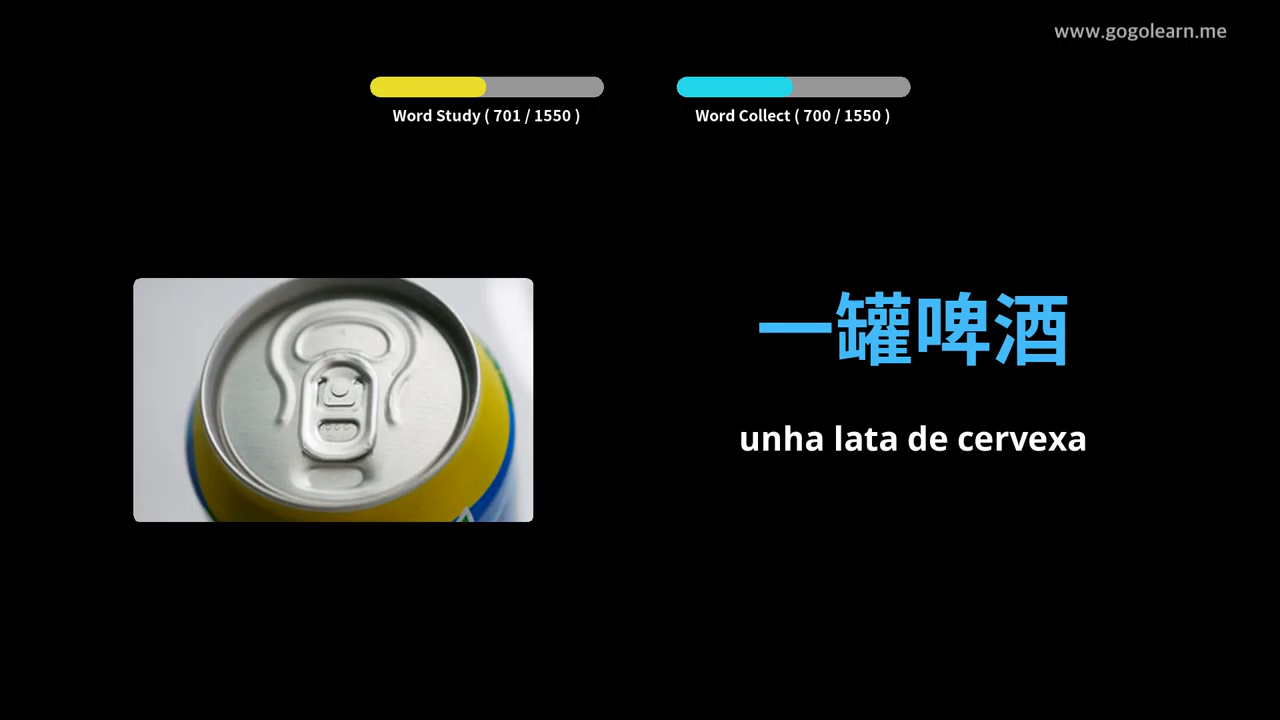 www.gogolearn.me
Word Study ( 701 / 1550 )
Word Collect ( 700 / 1550 )
一罐啤酒
unha lata de cervexa